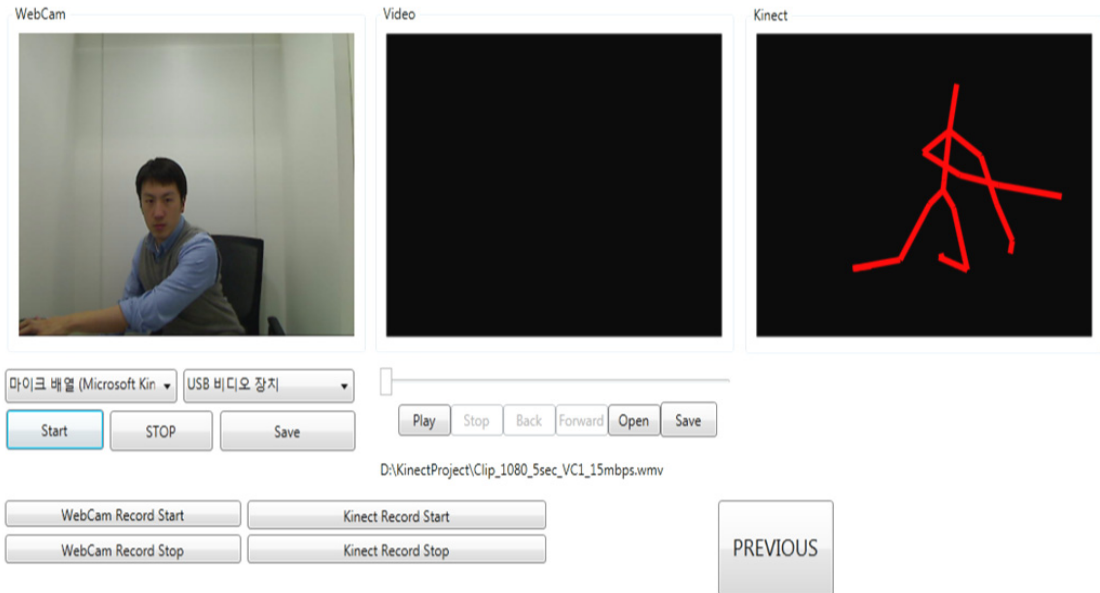 WebCam
Video
Kinect
마이크 배열 (Microsoft Kin
USB 비디오 장치
Start
STOP
Save
Play
Stop
Back
Forward
Open
Save
D:\KinectProject\Clip_1080_5sec_VC1_15mbps.wmv
WebCam Record Start
Kinect Record Start
WebCam Record Stop
Kinect Record Stop
PREVIOUS